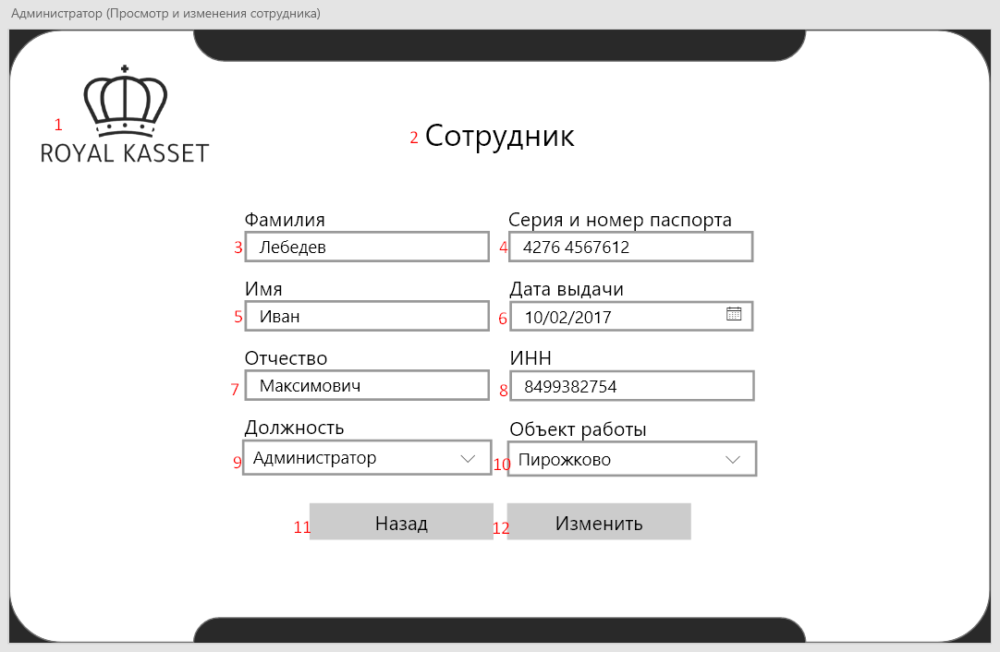 Администратор (Просмотр и изменения сотрудника)
1
ROYAL KASSET
2 Сотрудник
Фамилия
3 Лебедев
Серия и номер паспорта
4 4276 4567612
Имя
5 Иван
Дата выдачи
6 10/02/2017
Отчество
7 Максимович
ИНН
8 8499382754
Должность
9 Администратор
Объект работы
10 Пирожково
11 Назад
12 Изменить